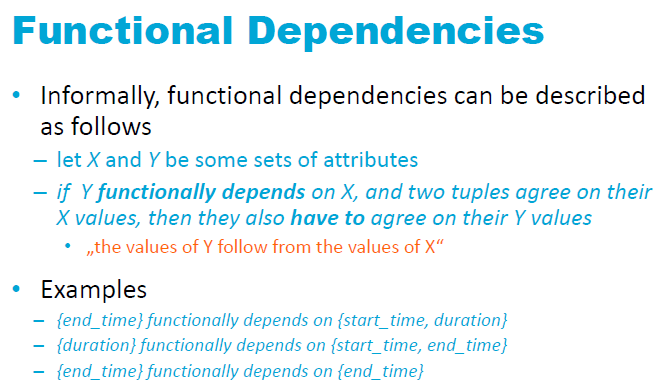 Functional Dependencies
• Informally, functional dependencies can be described
as follows
– let X and Y be some sets of attributes
– if Y functionally depends on X, and two tuples agree on their
X values, then they also have to agree on their Y values
• „the values of Y follow from the values of X“
• Examples
– {end_time} functionally depends on {start_time, duration}
– {duration} functionally depends on {start_time, end_time}
– {end_time} functionally depends on {end_time}